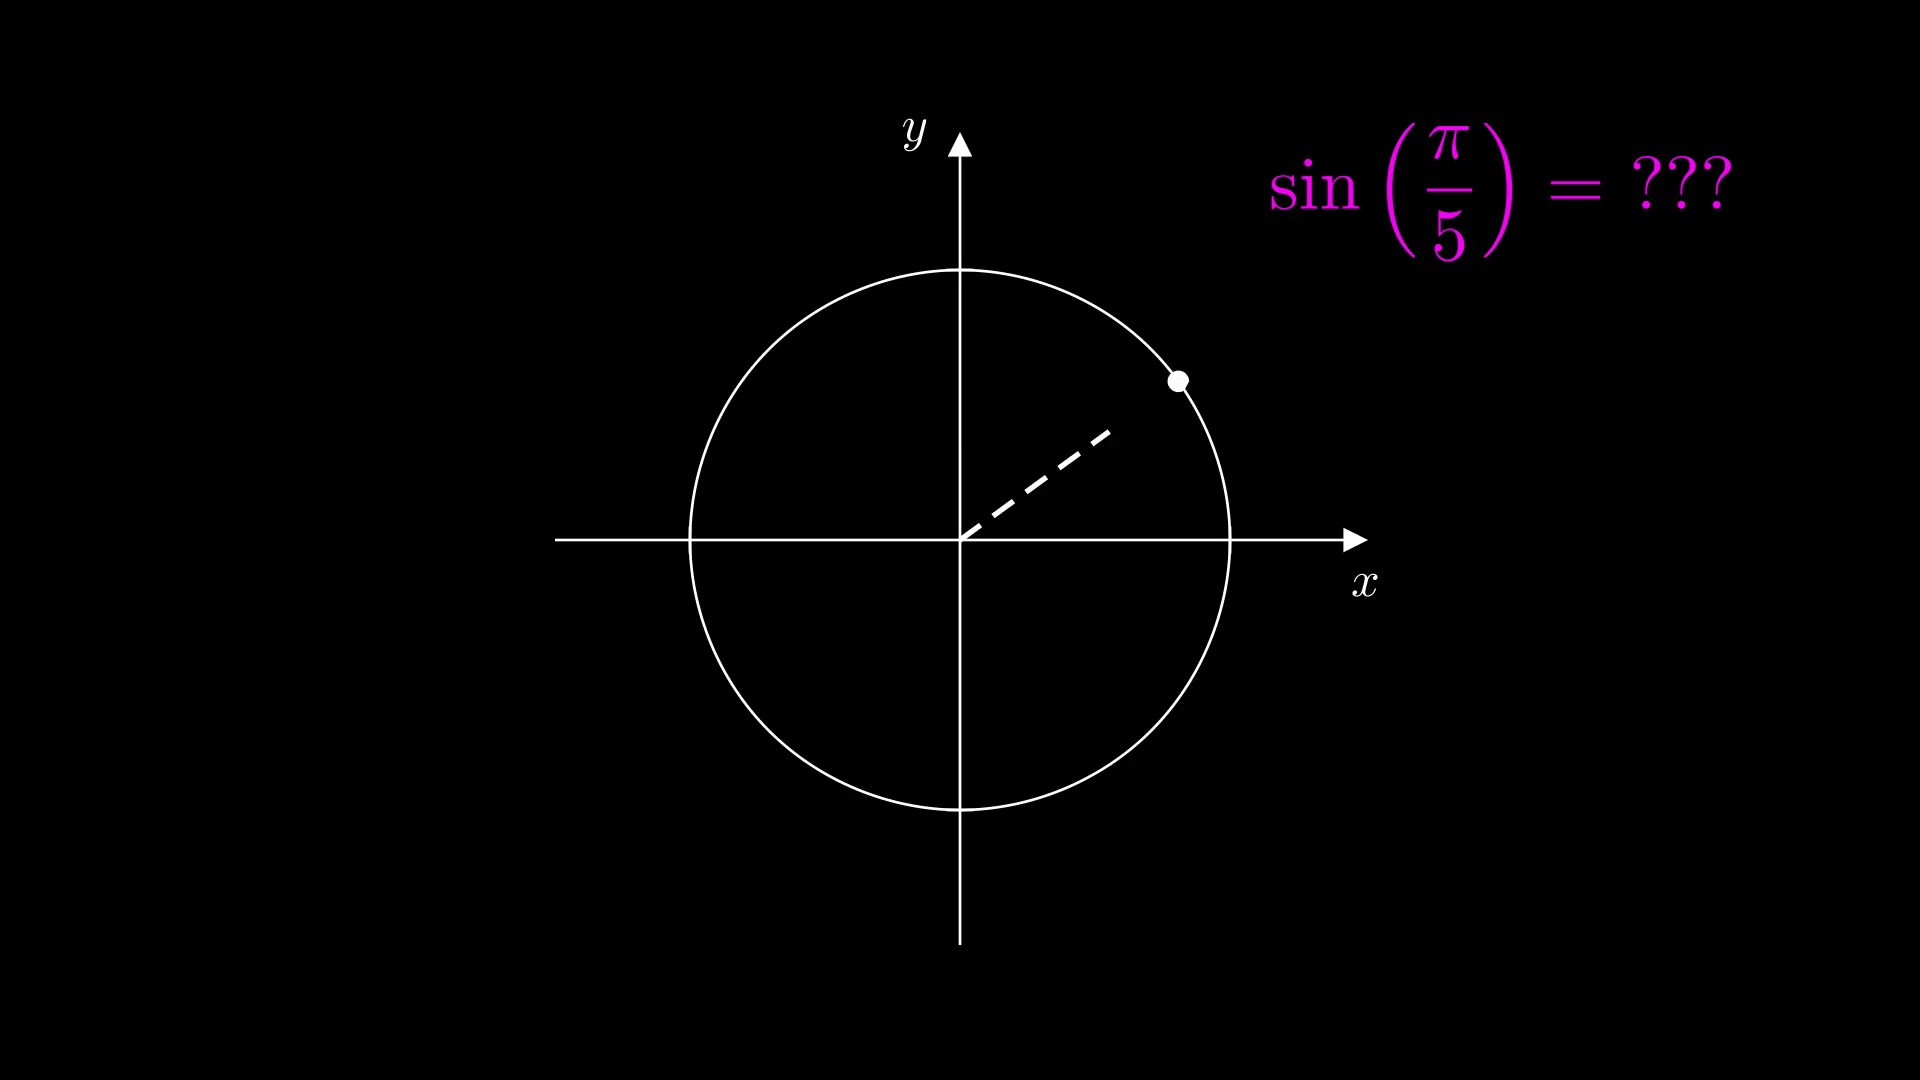 y
sin(π/5) = ???
x